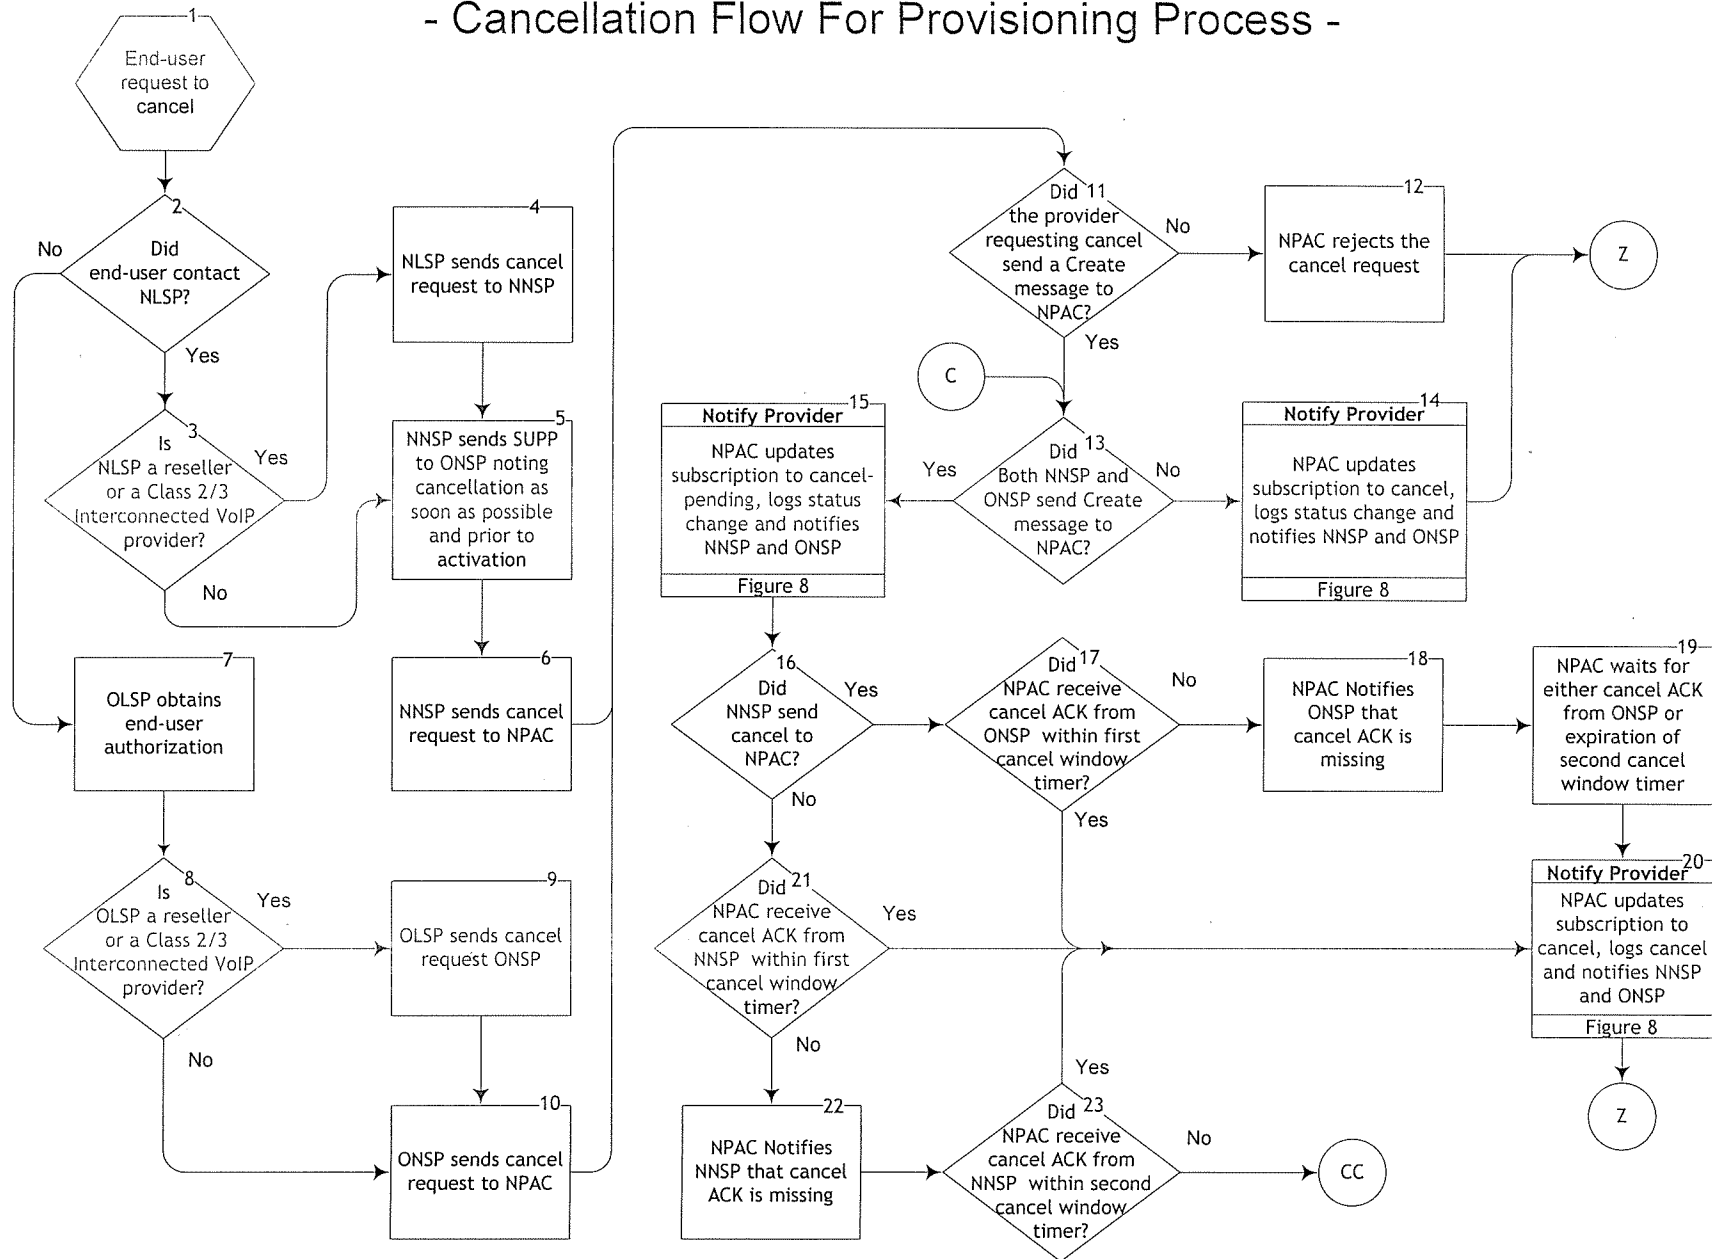 - Cancellation Flow For Provisioning Process -
1
End-user
request to
cancel
2
Did
end-user contact
NLSP?
No
Yes
3
Is
NLSP a reseller
or a Class 2/3
Interconnected VoIP
provider?
Yes
No
4
NLSP sends cancel
request to NNSP
5
NNSP sends SUPP
to ONSP noting
cancellation as
soon as possible
and prior to
activation
6
NNSP sends cancel
request to NPAC
7
OLSP obtains
end-user
authorization
8
Is
OLSP a reseller
or a Class 2/3
Interconnected VoIP
provider?
Yes
No
9
OLSP sends cancel
request ONSP
10
ONSP sends cancel
request to NPAC
Did 11
the provider
requesting cancel
send a Create
message to
NPAC?
No
Yes
12
NPAC rejects the
cancel request
Z
C
Did 13
Both NNSP and
ONSP send Create
message to
NPAC?
Yes
No
14
Notify Provider
NPAC updates
subscription to cancel,
logs status change and
notifies NNSP and ONSP
Figure 8
15
Notify Provider
NPAC updates
subscription to cancel-
pending, logs status
change and notifies
NNSP and ONSP
Figure 8
16
Did
NNSP send
cancel to
NPAC?
Yes
No
Did 17
NPAC receive
cancel ACK from
ONSP within first
cancel window
timer?
No
Yes
18
NPAC Notifies
ONSP that
cancel ACK is
missing
19
NPAC waits for
either cancel ACK
from ONSP or
expiration of
second cancel
window timer
20
Notify Provider
NPAC updates
subscription to
cancel, logs cancel
and notifies NNSP
and ONSP
Figure 8
Z
Did 21
NPAC receive
cancel ACK from
NNSP within first
cancel window
timer?
Yes
No
22
NPAC Notifies
NNSP that cancel
ACK is missing
Yes
Did 23
NPAC receive
cancel ACK from
NNSP within second
cancel window
timer?
No
CC